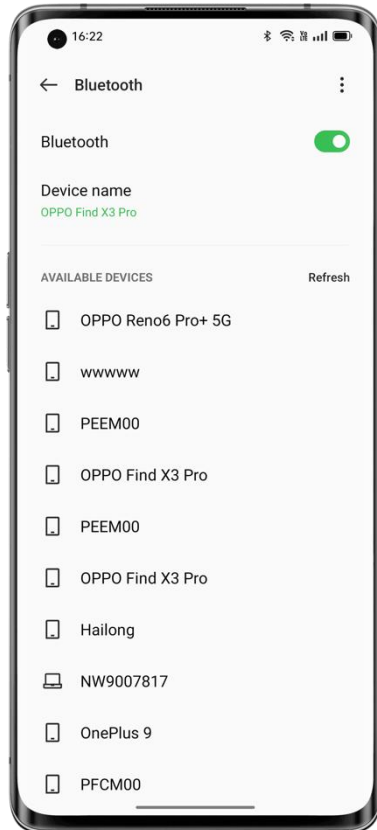 16:22
Bluetooth
Bluetooth
Device name
OPPO Find X3 Pro
AVAILABLE DEVICES Refresh
OPPO Reno6 Pro+ 5G
wwwww
PEEM00
OPPO Find X3 Pro
PEEM00
OPPO Find X3 Pro
Hailong
NW9007817
OnePlus 9
PFCM00